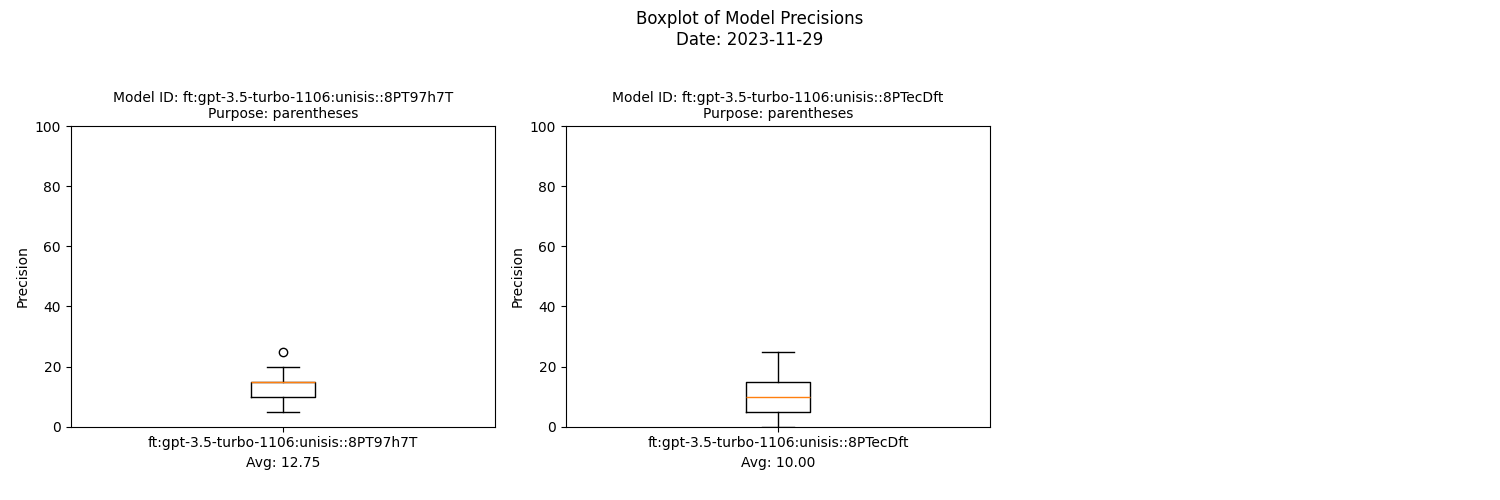 Boxplot of Model Precisions
Date: 2023-11-29
Model ID: ft:gpt-3.5-turbo-1106:unisis::8PT97h7T
Purpose: parentheses
100
80
60
40
20
0
Precision
ft:gpt-3.5-turbo-1106:unisis::8PT97h7T
Avg: 12.75
Model ID: ft:gpt-3.5-turbo-1106:unisis::8PTecDft
Purpose: parentheses
100
80
60
40
20
0
Precision
ft:gpt-3.5-turbo-1106:unisis::8PTecDft
Avg: 10.00